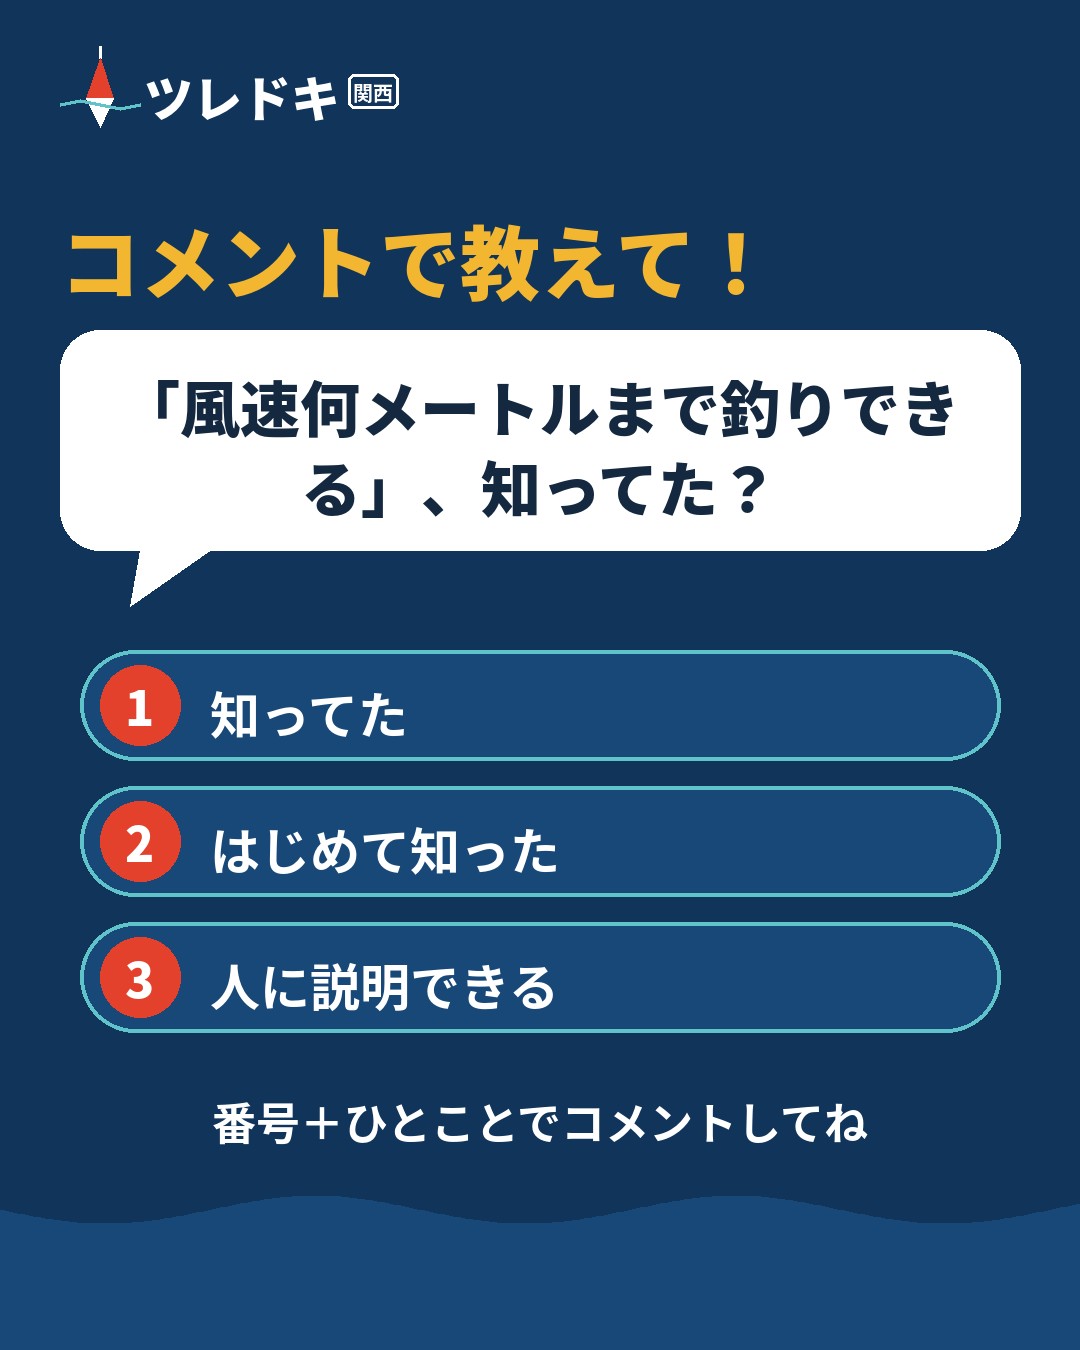 ツレドキ 関西
コメントで教えて！
「風速何メートルまで釣りでき
る」、知ってた？
1 知ってた
2 はじめて知った
3 人に説明できる
番号＋ひとことでコメントしてね